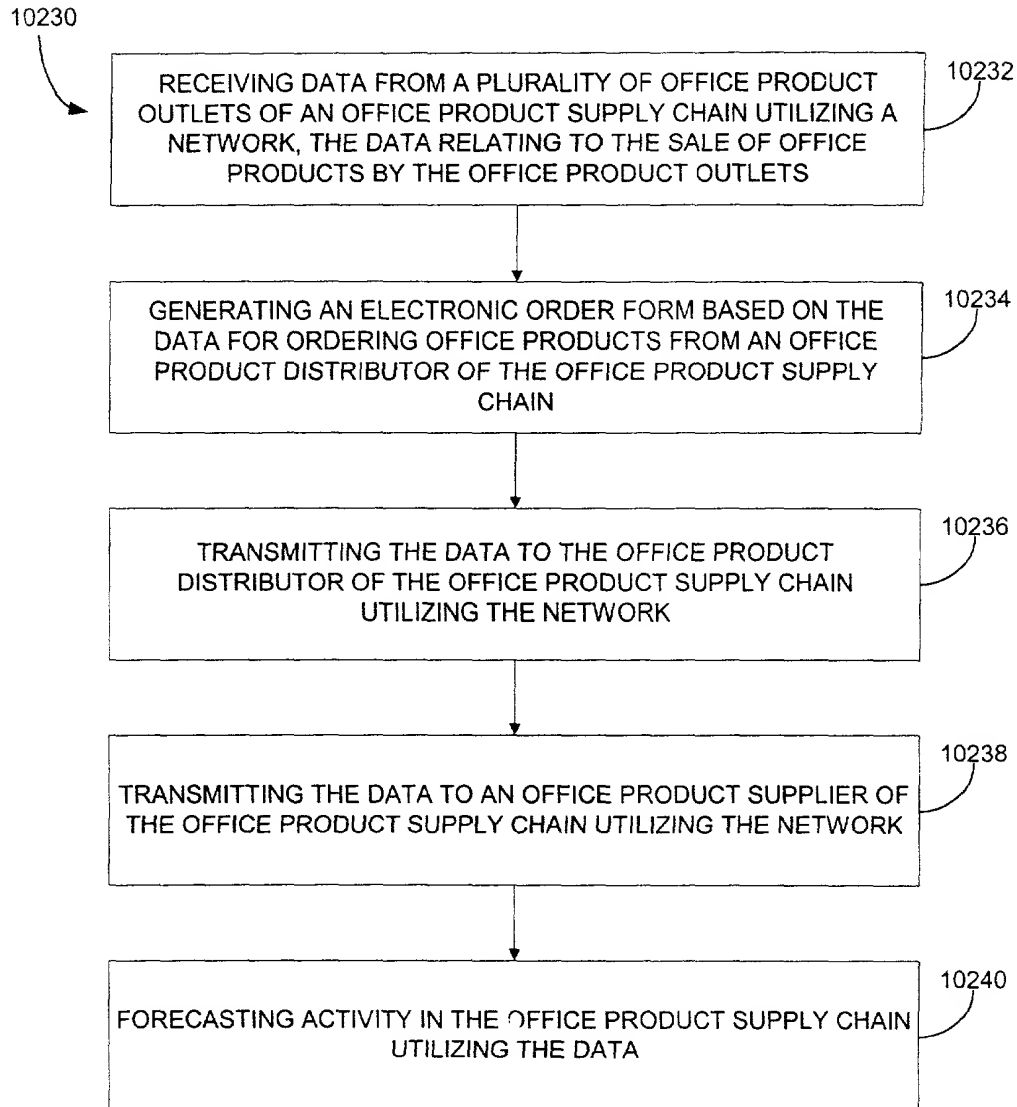 10230
RECEIVING DATA FROM A PLURALITY OF OFFICE PRODUCT
OUTLETS OF AN OFFICE PRODUCT SUPPLY CHAIN UTILIZING A
NETWORK, THE DATA RELATING TO THE SALE OF OFFICE
PRODUCTS BY THE OFFICE PRODUCT OUTLETS
10232
GENERATING AN ELECTRONIC ORDER FORM BASED ON THE
DATA FOR ORDERING OFFICE PRODUCTS FROM AN OFFICE
PRODUCT DISTRIBUTOR OF THE OFFICE PRODUCT SUPPLY
CHAIN
10234
TRANSMITTING THE DATA TO THE OFFICE PRODUCT
DISTRIBUTOR OF THE OFFICE PRODUCT SUPPLY CHAIN
UTILIZING THE NETWORK
10236
TRANSMITTING THE DATA TO AN OFFICE PRODUCT SUPPLIER OF
THE OFFICE PRODUCT SUPPLY CHAIN UTILIZING THE NETWORK
10238
FORECASTING ACTIVITY IN THE OFFICE PRODUCT SUPPLY CHAIN
UTILIZING THE DATA
10240